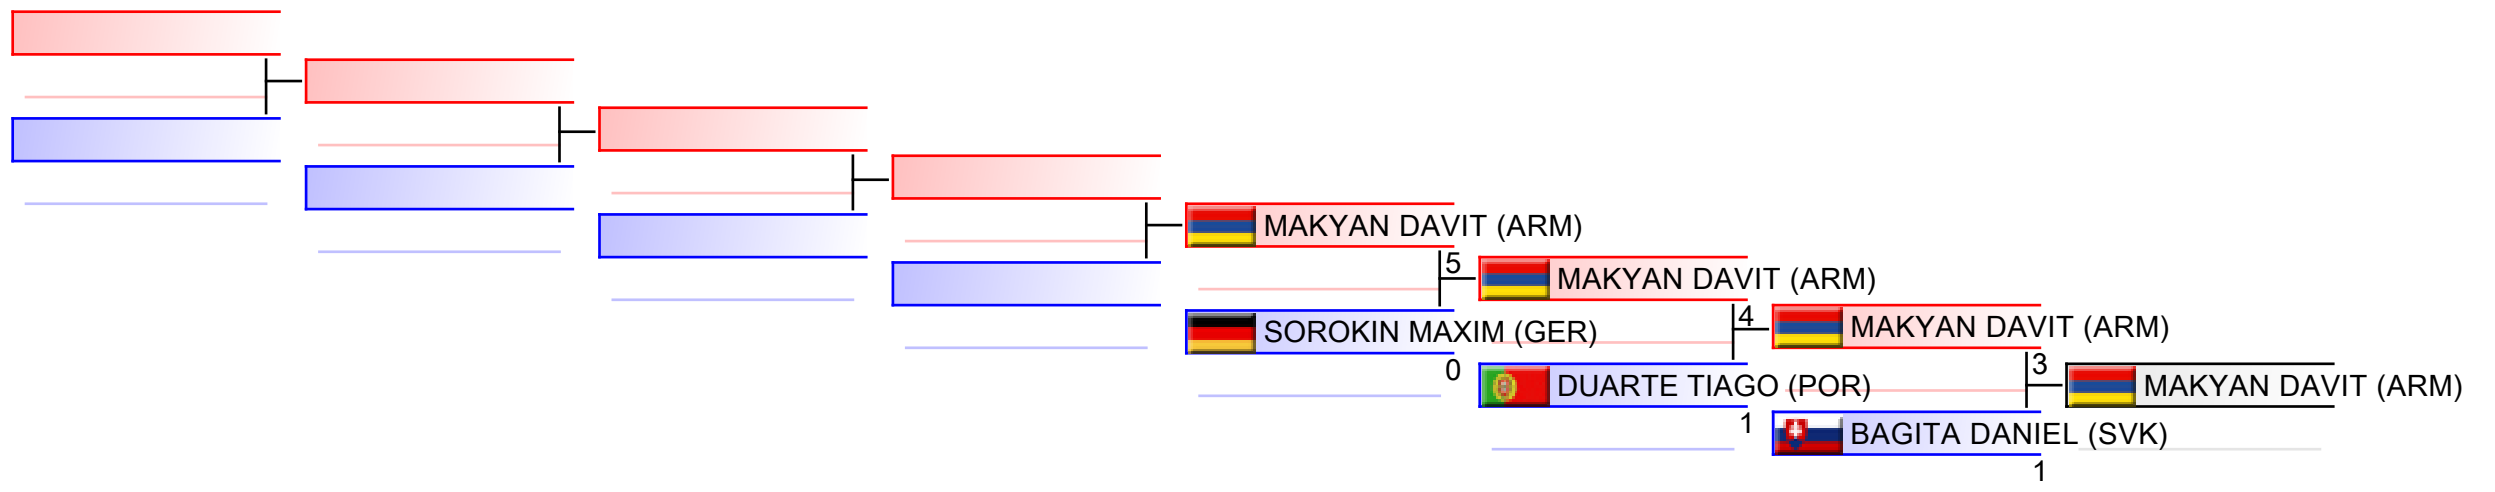 MAKYAN DAVIT (ARM)
5
SOROKIN MAXIM (GER)
0
MAKYAN DAVIT (ARM)
4
DUARTE TIAGO (POR)
1
MAKYAN DAVIT (ARM)
3
BAGITA DANIEL (SVK)
1
MAKYAN DAVIT (ARM)